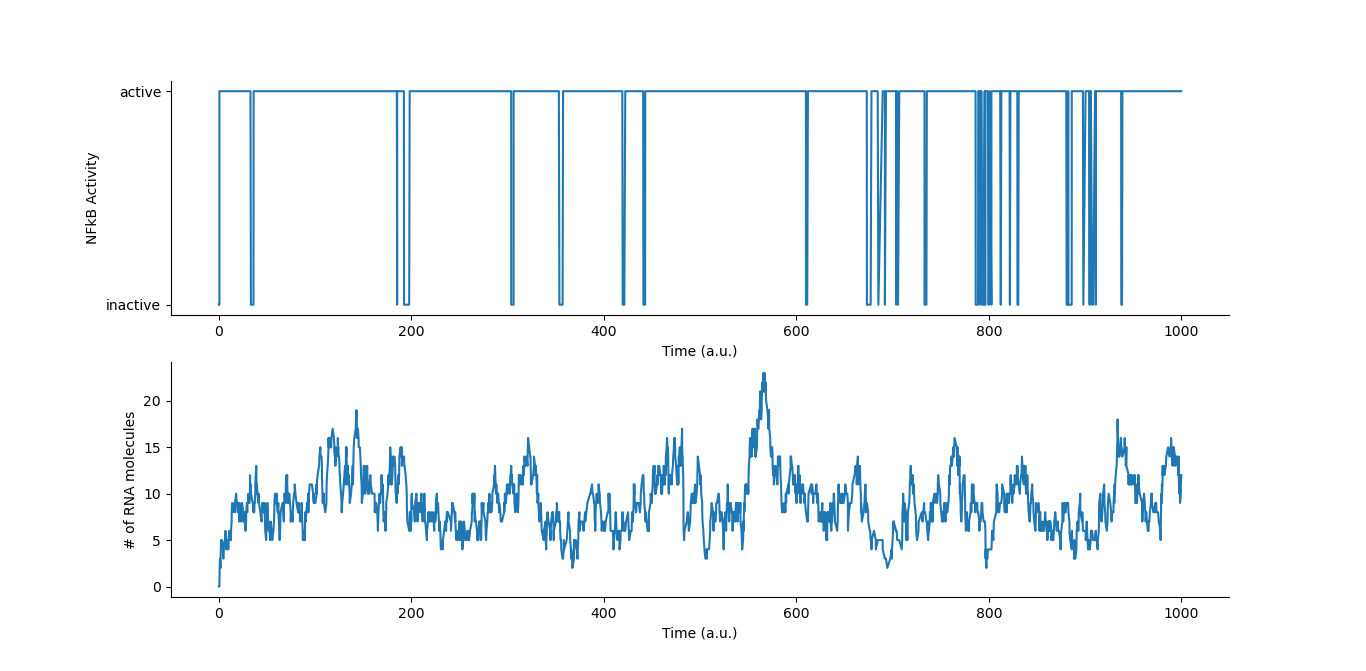 active
NFkB Activity
inactive
0 200 400 600 800 1000
Time (a.u.)
20
15
10
5
0
# of RNA molecules
0 200 400 600 800 1000
Time (a.u.)